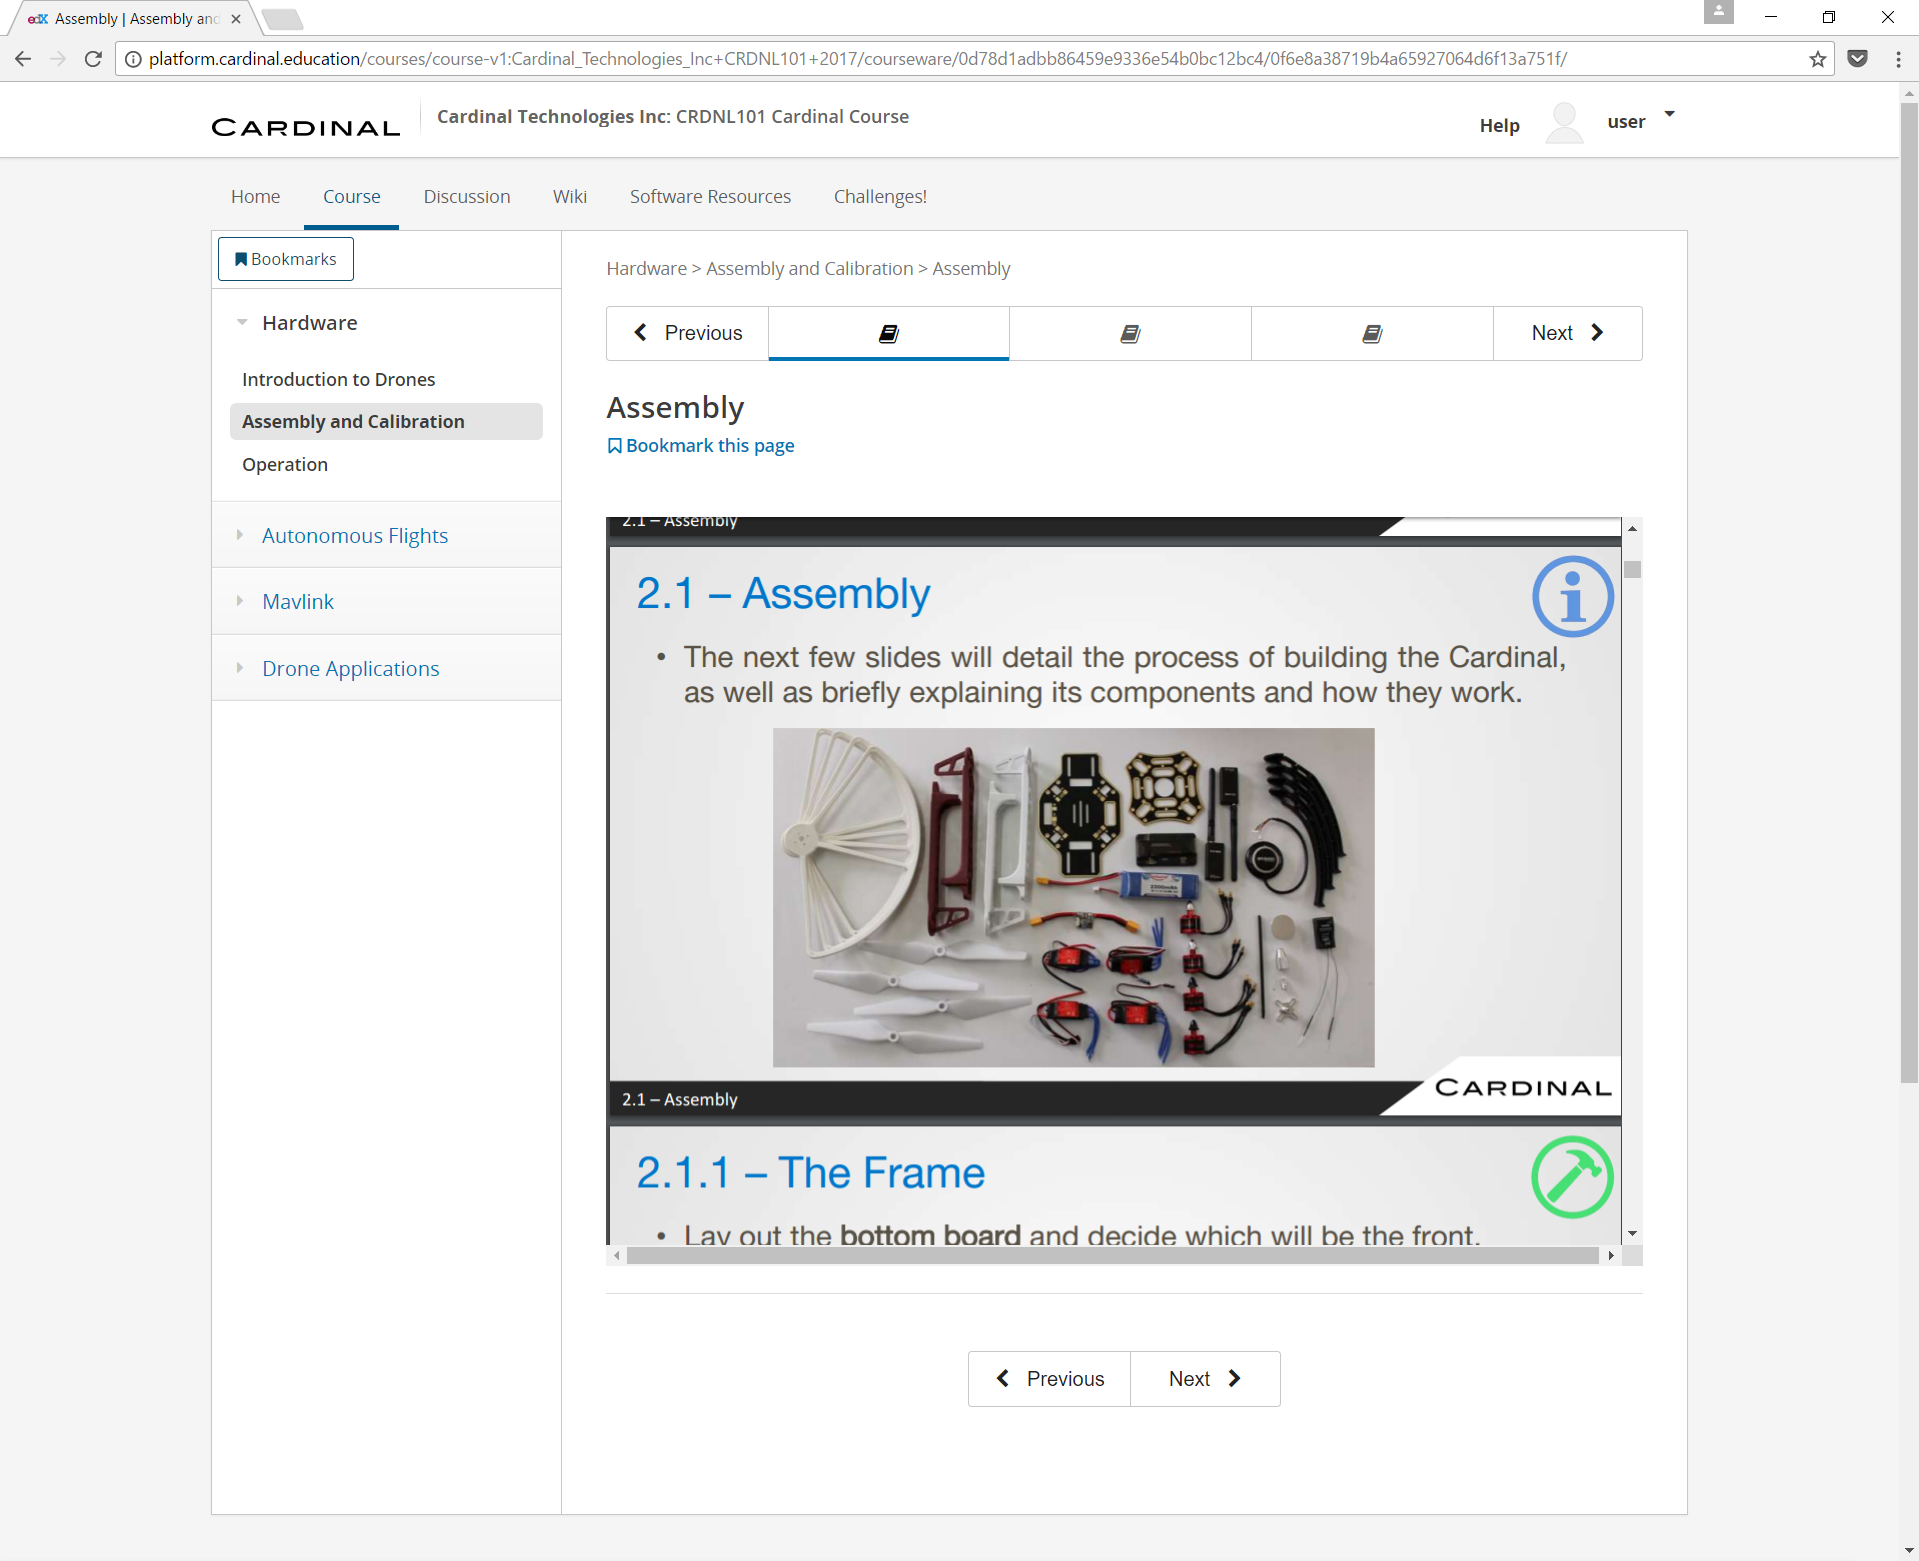 edX Assembly | Assembly and
platform.cardinal.education/courses/course-v1:Cardinal_Technologies_Inc+CRDNL101+2017/courseware/0d78d1adbb86459e9336e54b0bc12bc4/0f6e8a38719b4a65927064d6f13a751f/
CARDINAL
Cardinal Technologies Inc: CRDNL101 Cardinal Course
Help
user
Home
Course
Discussion
Wiki
Software Resources
Challenges!
Bookmarks
Hardware
Introduction to Drones
Assembly and Calibration
Operation
Autonomous Flights
Mavlink
Drone Applications
Hardware > Assembly and Calibration > Assembly
Previous
Next
Assembly
Bookmark this page
2.1 – Assembly
2.1 – Assembly
• The next few slides will detail the process of building the Cardinal,
as well as briefly explaining its components and how they work.
2200mAh
2.1 – Assembly
CARDINAL
2.1.1 – The Frame
• Lay out the bottom board and decide which will be the front.
Previous
Next